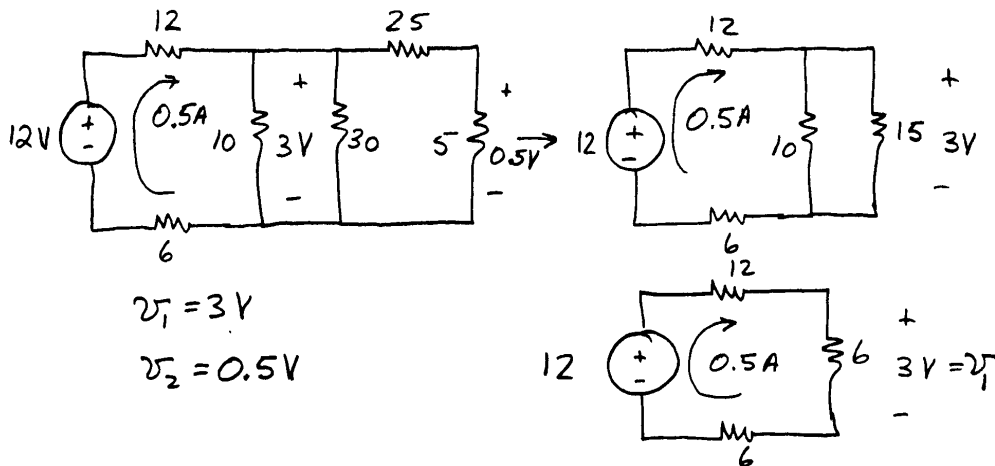 12 25
12V + - 0.5A 10 + 3V - 30 5 + 0.5V -
6
v₁ = 3V
v₂ = 0.5V
12
12 + - 0.5A 10 15 + 3V -
6
12
12 + - 0.5A 6 + 3V = v₁ -
6